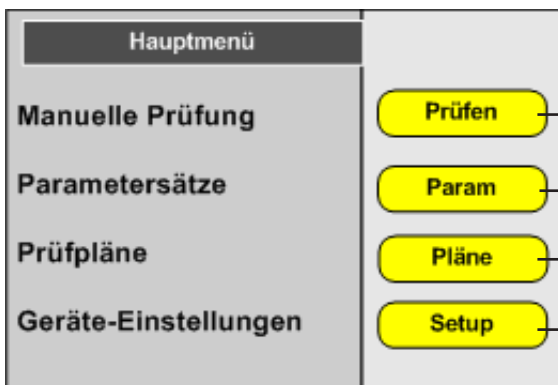 Hauptmenü
Manuelle Prüfung Prüfen
Parametersätze Param
Prüfpläne Pläne
Geräte-Einstellungen Setup